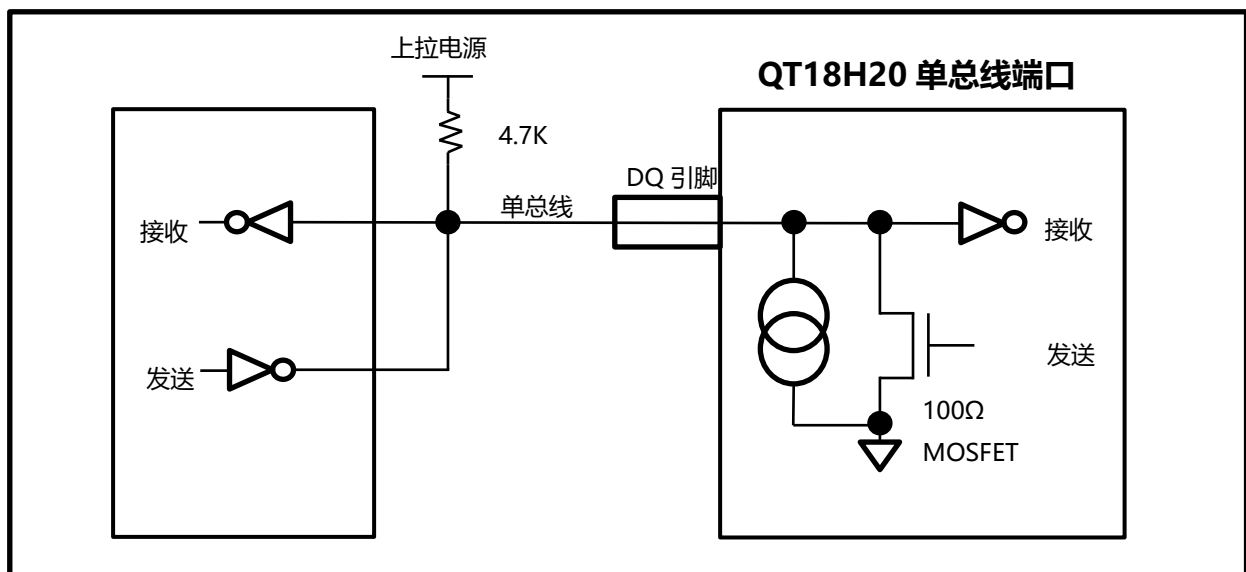 上拉电源
QT18H20 单总线端口
4.7K
DQ 引脚
单总线
接收
接收
发送
发送
100Ω
MOSFET